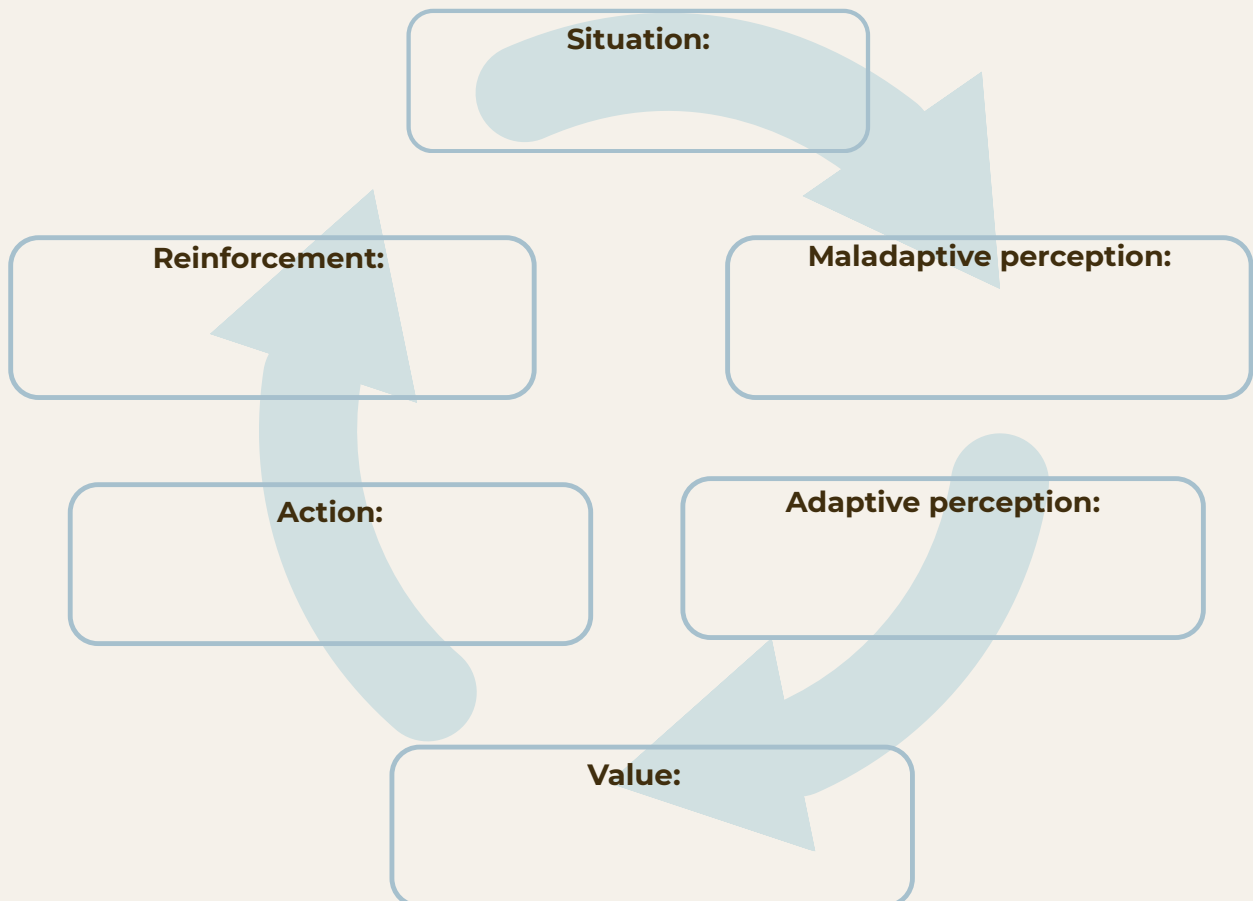 Situation:
Maladaptive perception:
Adaptive perception:
Value:
Action:
Reinforcement: